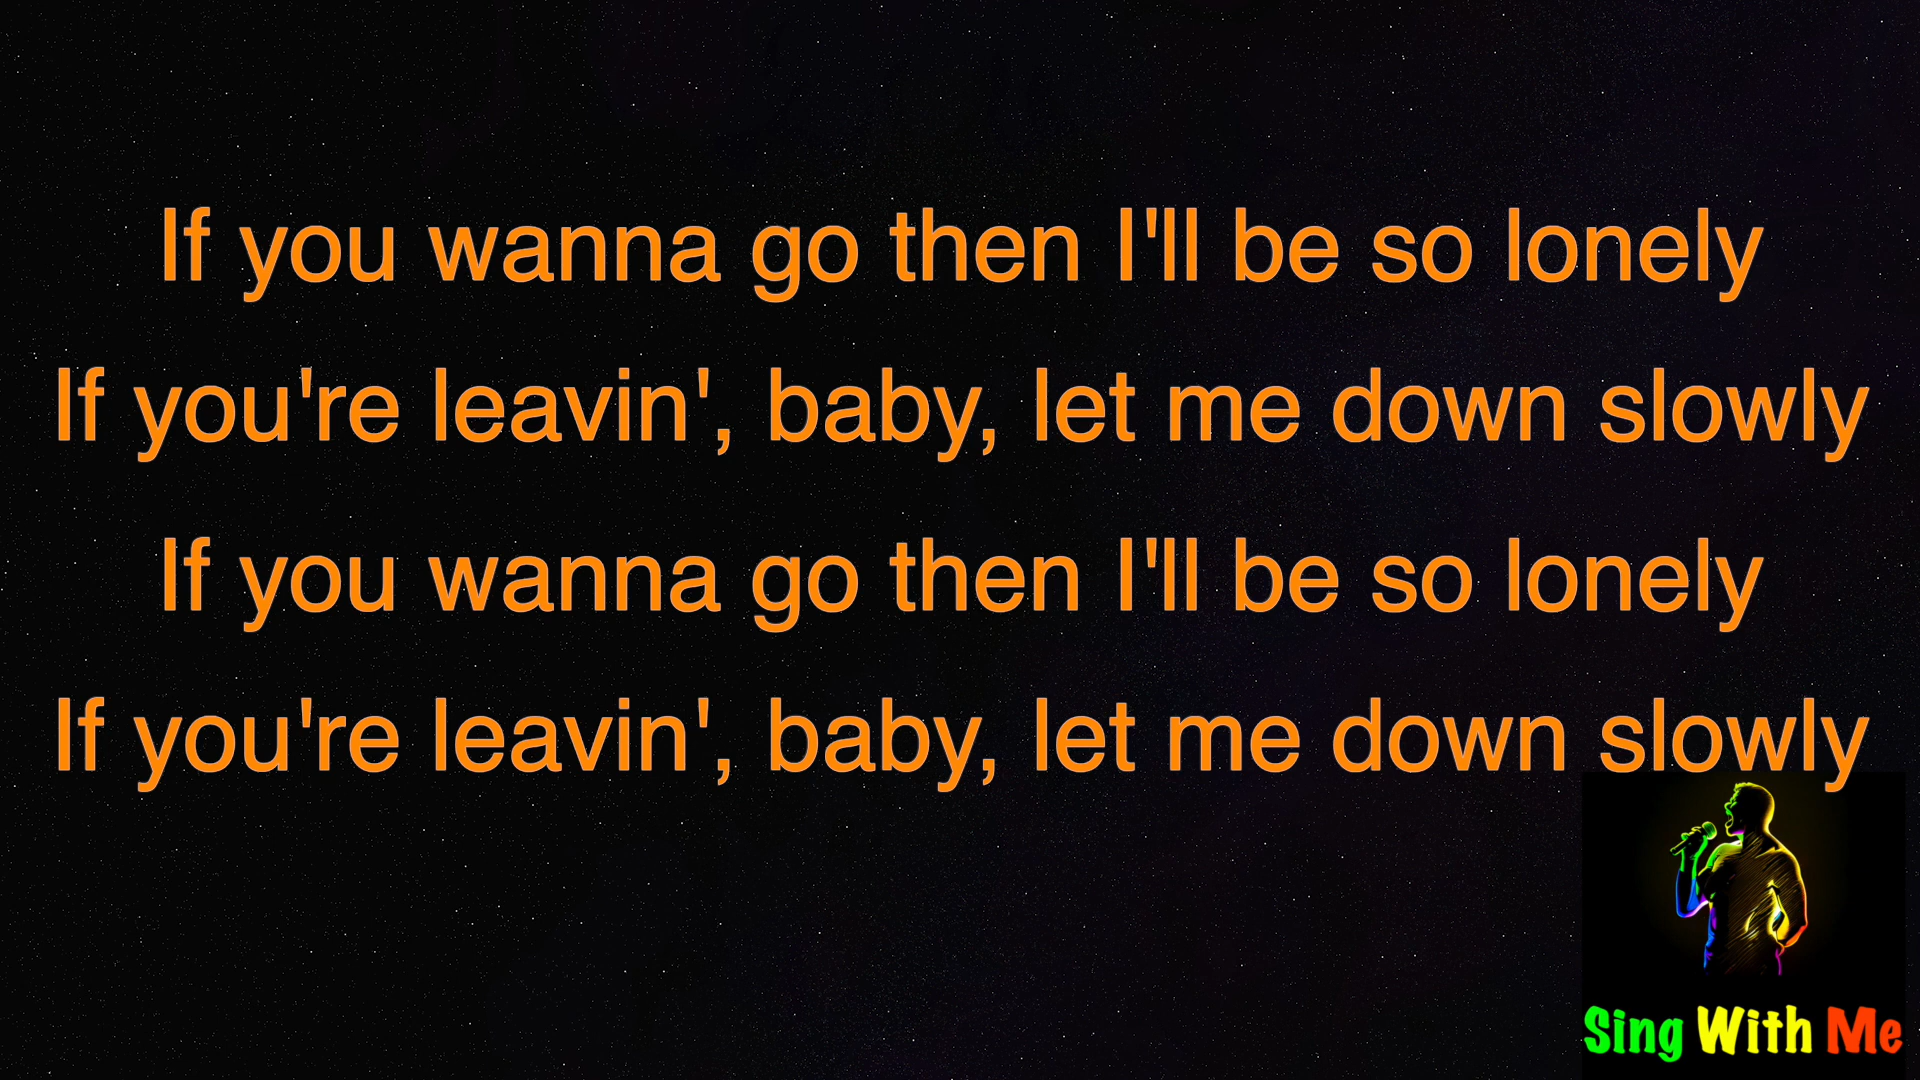 If you wanna go then I'll be so lonely
If you're leavin', baby, let me down slowly
If you wanna go then I'll be so lonely
If you're leavin', baby, let me down slowly
Sing With Me